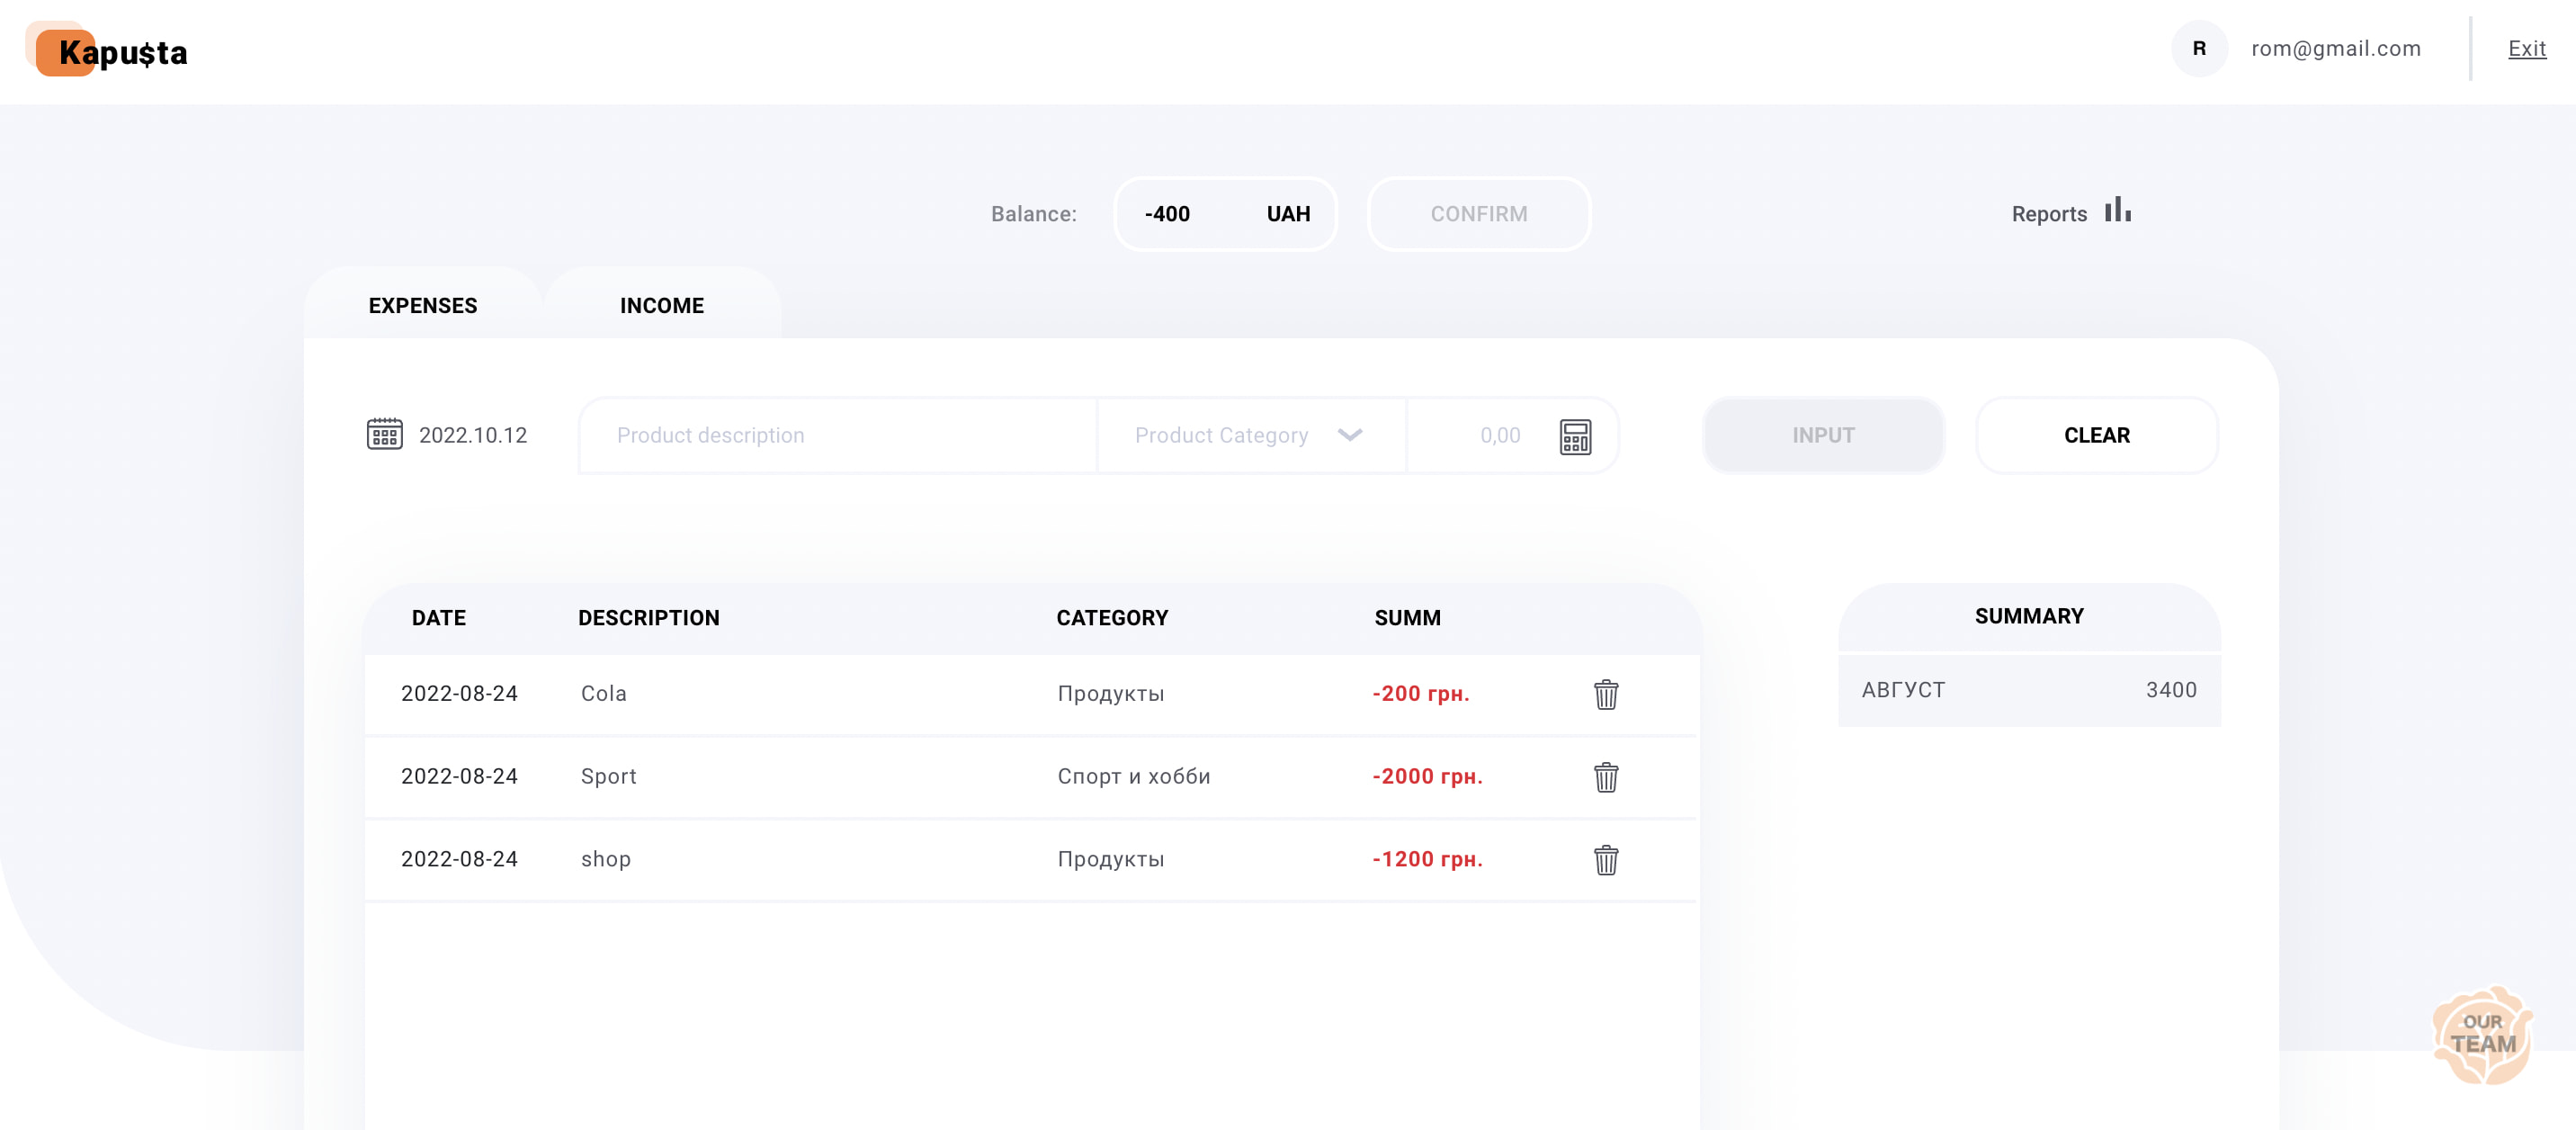 Kapu$ta
R rom@gmail.com Exit
Balance: -400 UAH CONFIRM Reports
EXPENSES INCOME
2022.10.12 Product description Product Category 0,00 INPUT CLEAR
DATE DESCRIPTION CATEGORY SUMM
2022-08-24 Cola Продукты -200 грн.
2022-08-24 Sport Спорт и хобби -2000 грн.
2022-08-24 shop Продукты -1200 грн.
SUMMARY
АВГУСТ 3400
OUR
TEAM